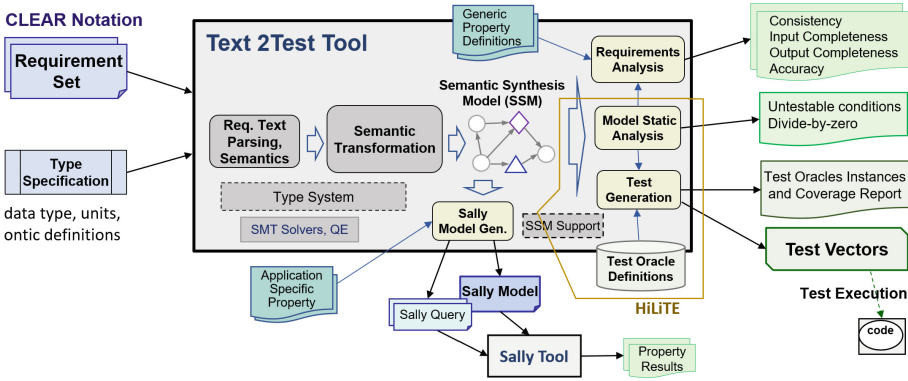 CLEAR Notation
Requirement
Set
Type
Specification
data type, units,
ontic definitions
Text 2Test Tool
Generic
Property
Definitions
Req. Text
Parsing,
Semantics
Semantic
Transformation
Semantic Synthesis
Model (SSM)
Type System
SMT Solvers, QE
Sally
Model Gen.
SSM Support
Requirements
Analysis
Model Static
Analysis
Test
Generation
Test Oracle
Definitions
HiLiTE
Application
Specific
Property
Sally Query
Sally Model
Sally Tool
Property
Results
Consistency
Input Completeness
Output Completeness
Accuracy
Untestable conditions
Divide-by-zero
Test Oracles Instances
and Coverage Report
Test Vectors
Test Execution
code